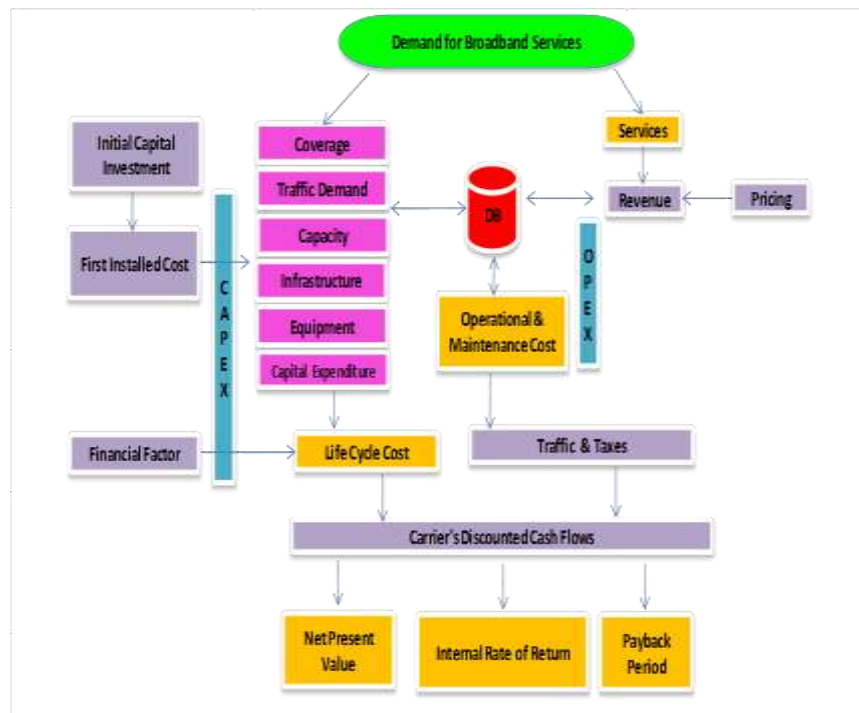 Demand for Broadband Services
Services
Initial Capital
Investment
Coverage
Traffic Demand
DB
Revenue
Pricing
First Installed Cost
CAPEX
Capacity
Infrastructure
OPEX
Equipment
Operational &
Maintenance Cost
Capital Expenditure
Financial Factor
Life Cycle Cost
Traffic & Taxes
Carrier's Discounted Cash Flows
Net Present
Value
Internal Rate of Return
Payback
Period